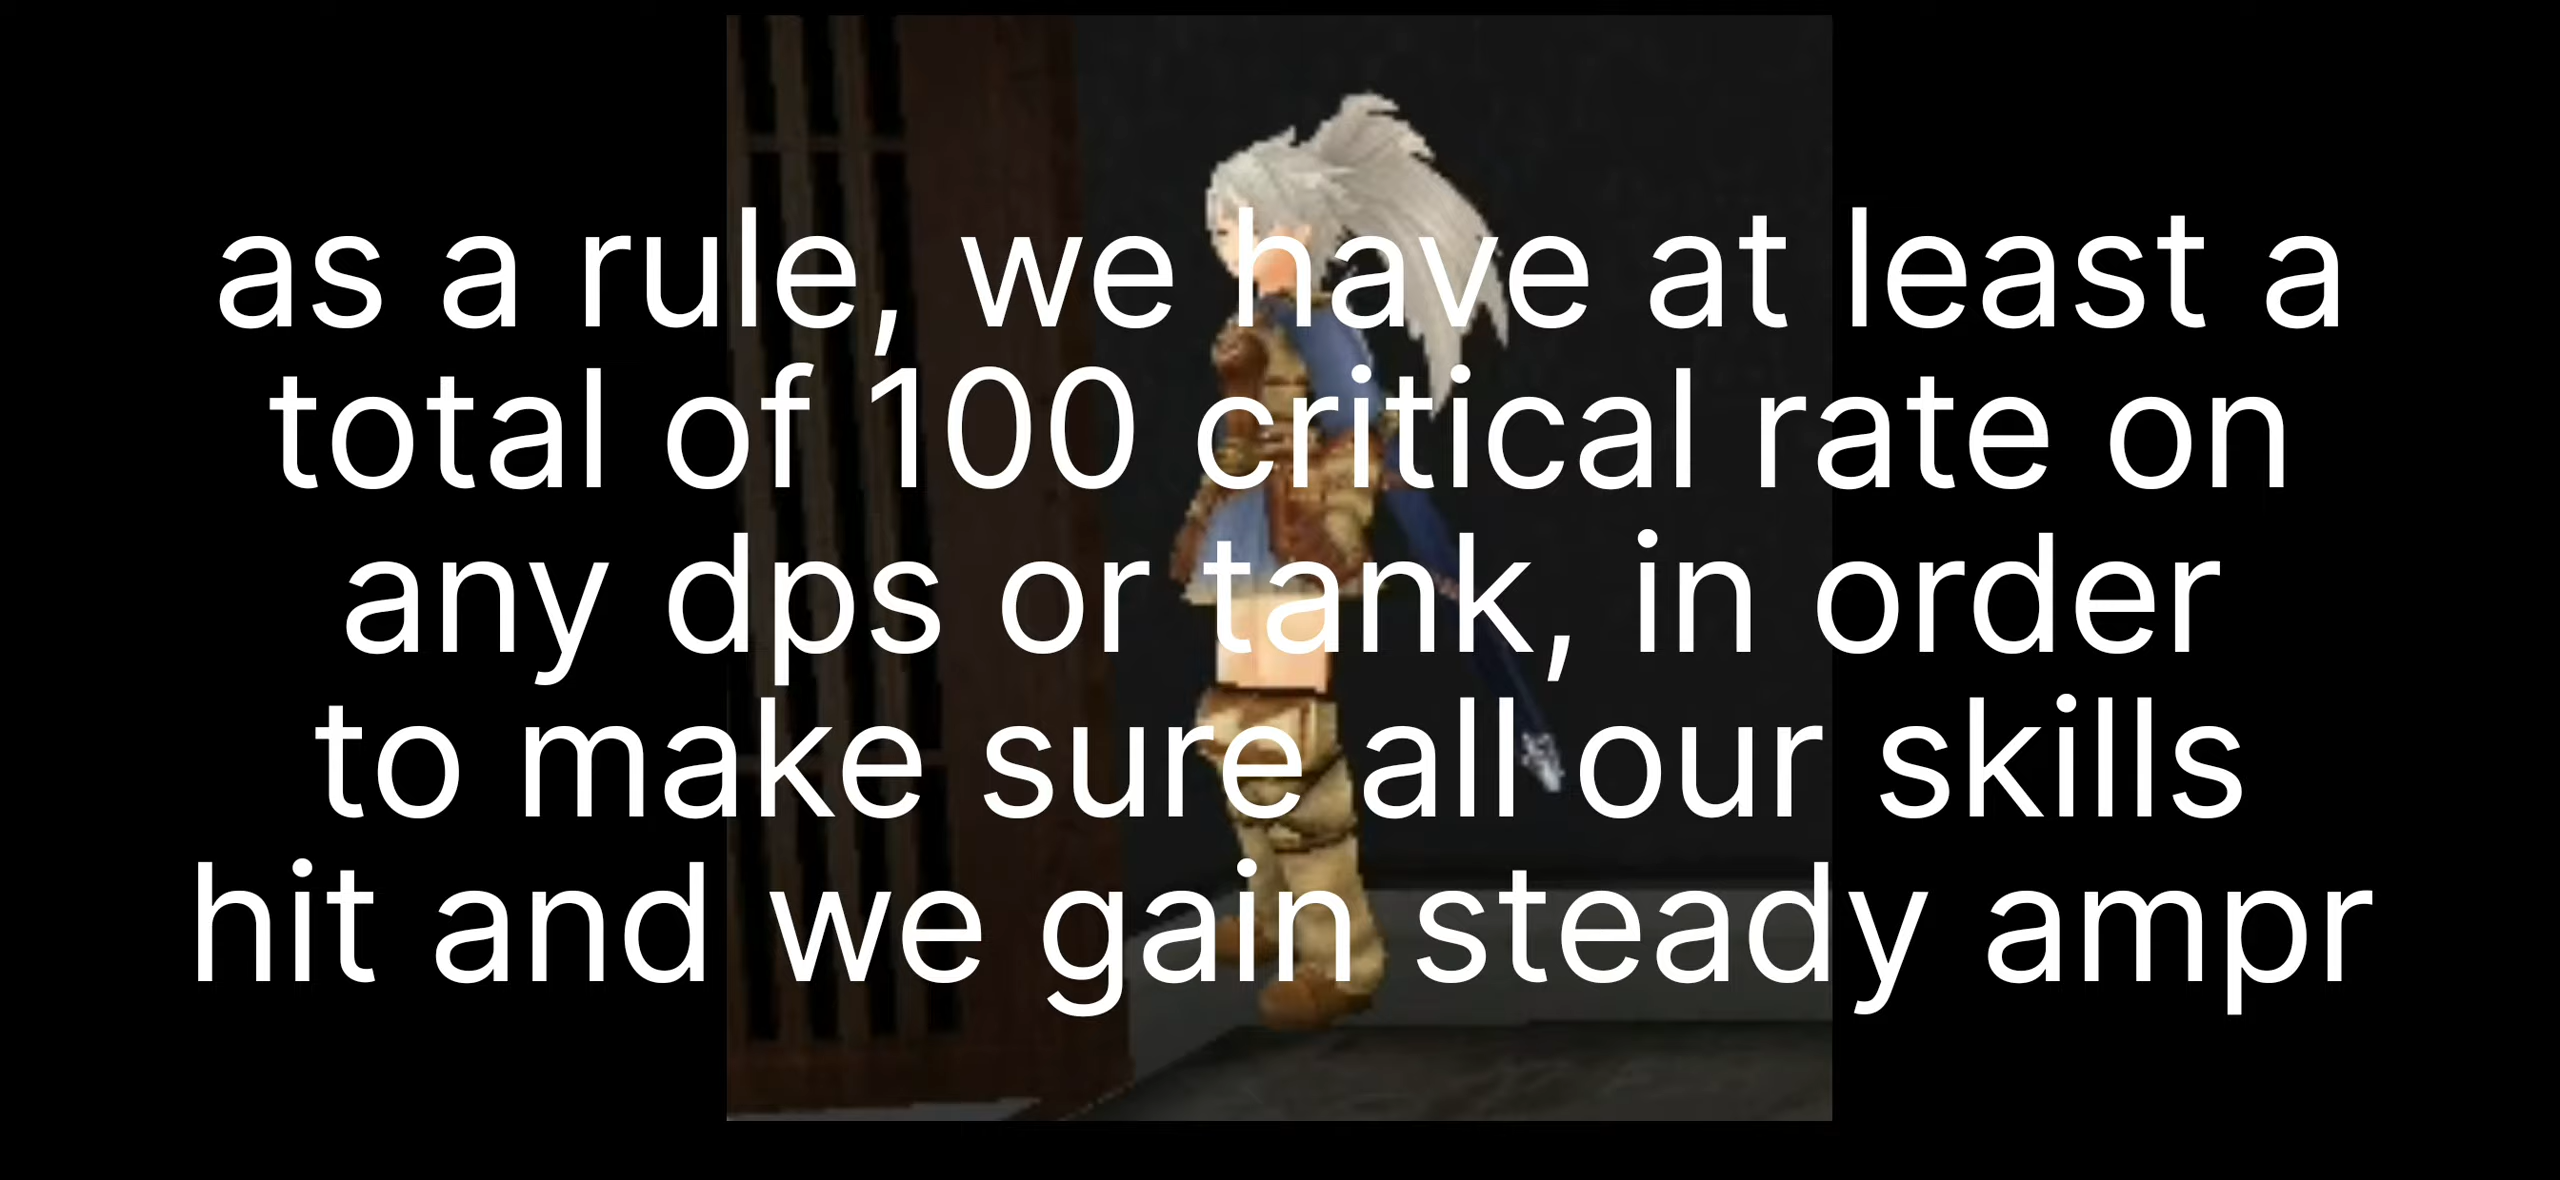 as a rule, we have at least a
total of 100 critical rate on
any dps or tank, in order
to make sure all our skills
hit and we gain steady ampr